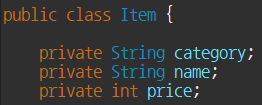 public class Item {
private String category;
private String name;
private int price;